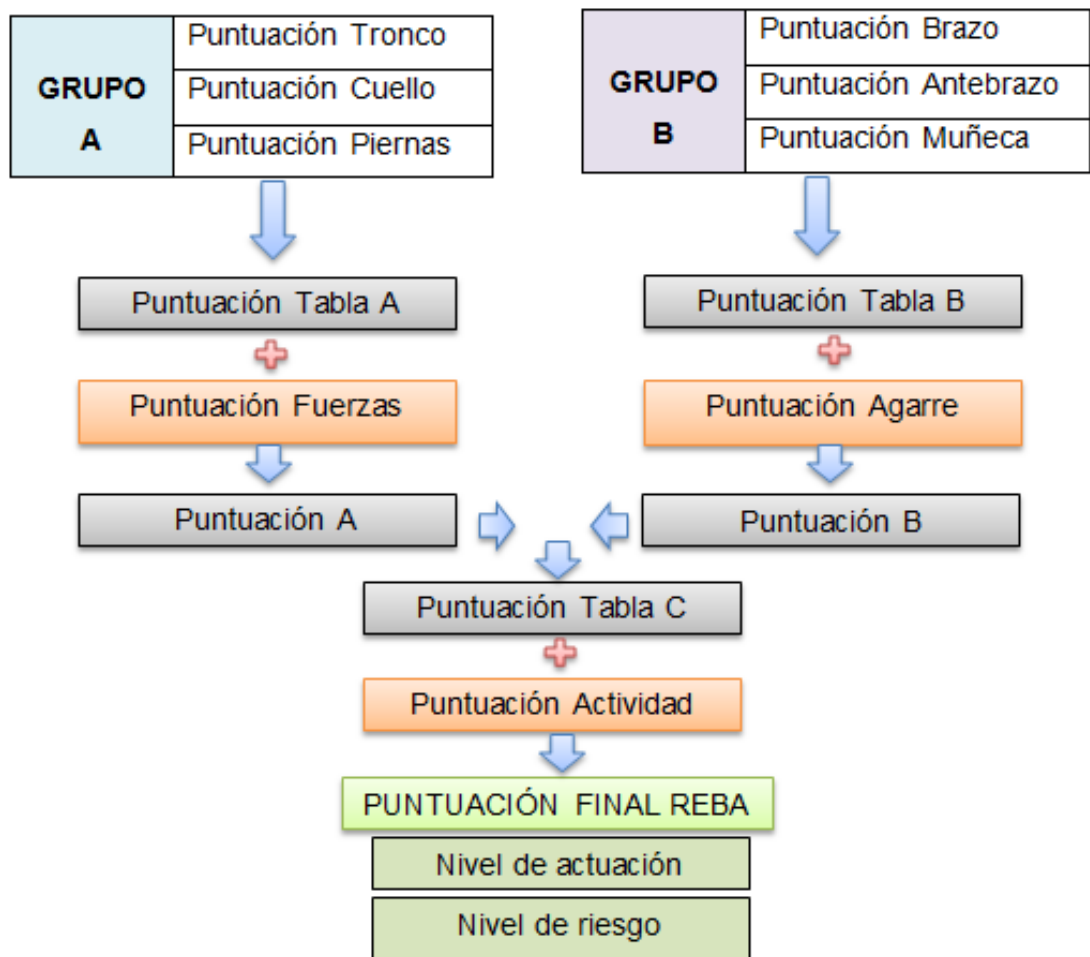 GRUPO
A
Puntuación Tronco
Puntuación Cuello
Puntuación Piernas
GRUPO
B
Puntuación Brazo
Puntuación Antebrazo
Puntuación Muñeca
Puntuación Tabla A
Puntuación Fuerzas
Puntuación A
Puntuación Tabla B
Puntuación Agarre
Puntuación B
Puntuación Tabla C
Puntuación Actividad
PUNTUACIÓN FINAL REBA
Nivel de actuación
Nivel de riesgo